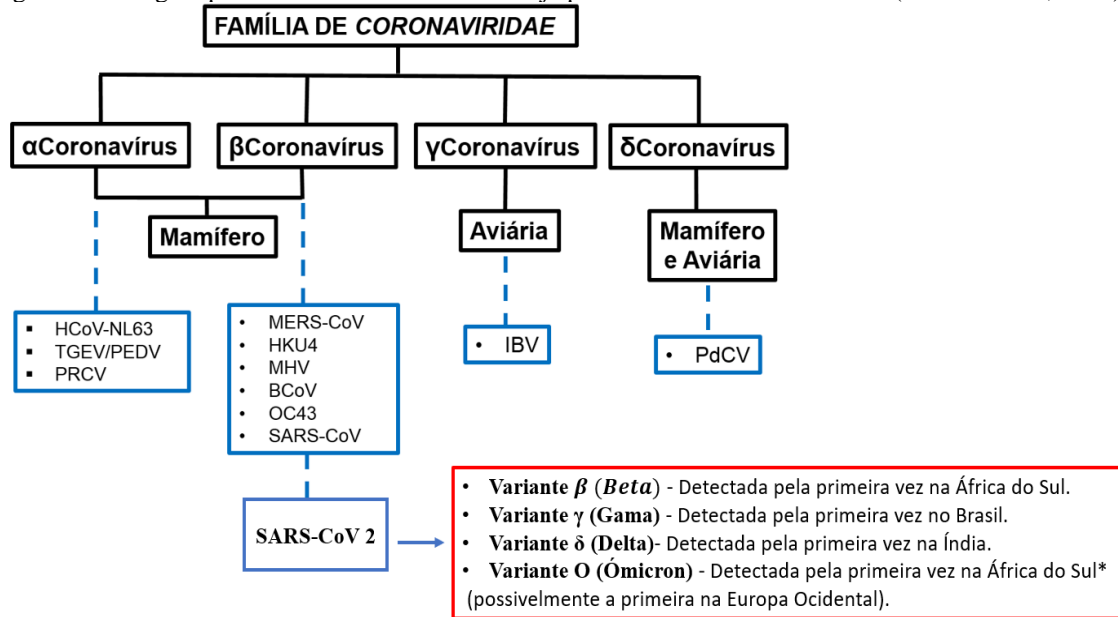 FAMÍLIA DE CORONAVIRIDAE
αCoronavírus
βCoronavírus
γCoronavírus
δCoronavírus
Mamífero
Aviária
Mamífero
e Aviária
▪ HCoV-NL63
▪ TGEV/PEDV
▪ PRCV
• MERS-CoV
• HKU4
• MHV
• BCoV
• OC43
• SARS-CoV
• IBV
• PdCV
SARS-CoV 2
• Variante β (Beta) - Detectada pela primeira vez na África do Sul.
• Variante γ (Gama) - Detectada pela primeira vez no Brasil.
• Variante δ (Delta)- Detectada pela primeira vez na Índia.
• Variante O (Ómicron) - Detectada pela primeira vez na África do Sul*
(possivelmente a primeira na Europa Ocidental).